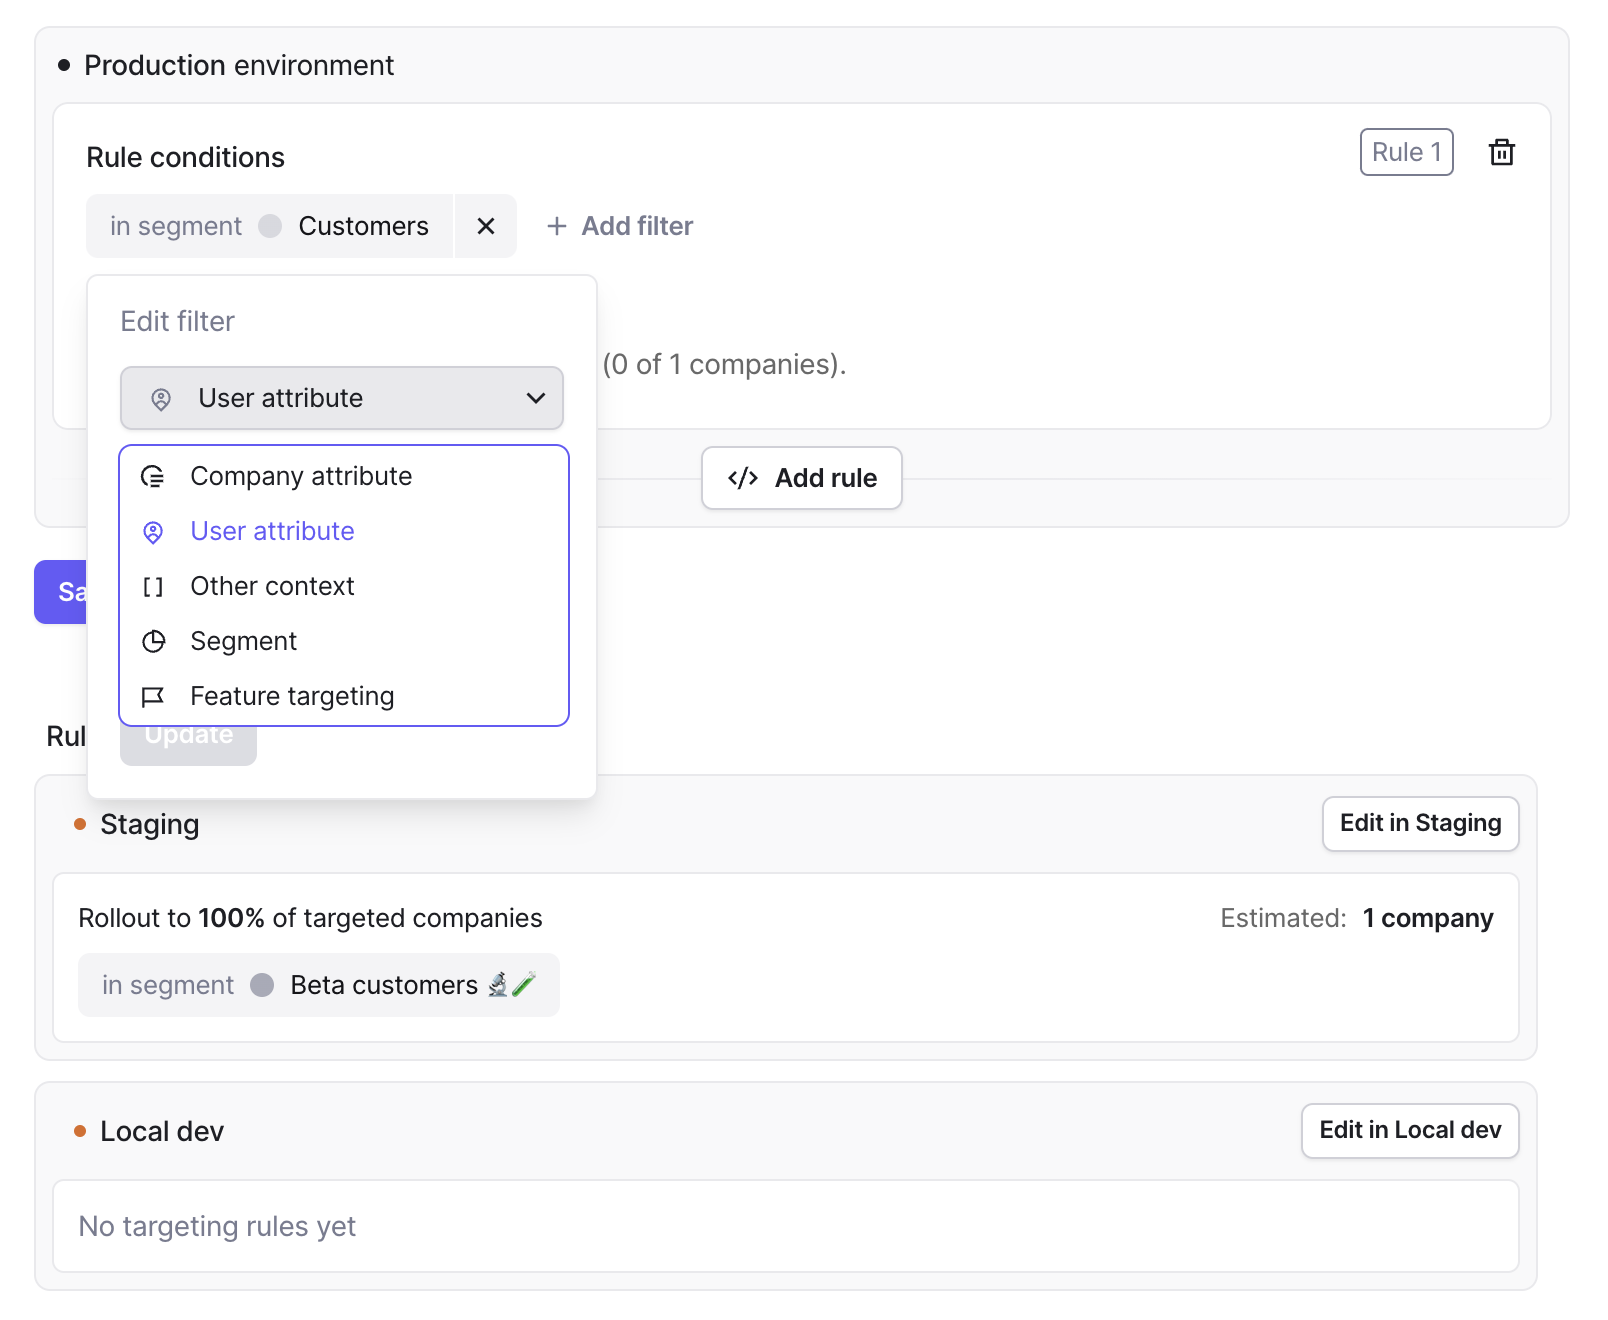 Production environment
Rule conditions
Rule 1
in segment Customers
Add filter
Edit filter
(0 of 1 companies).
User attribute
Company attribute
User attribute
Other context
Segment
Feature targeting
Add rule
Update
Staging
Edit in Staging
Rollout to 100% of targeted companies
Estimated: 1 company
in segment Beta customers 🔬🧪
Local dev
Edit in Local dev
No targeting rules yet